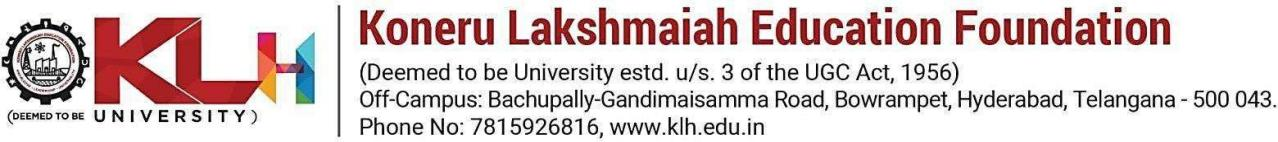 KLH
(DEEMED TO BE UNIVERSITY)
Koneru Lakshmaiah Education Foundation
(Deemed to be University estd. u/s. 3 of the UGC Act, 1956)
Off-Campus: Bachupally-Gandimaisamma Road, Bowrampet, Hyderabad, Telangana - 500 043.
Phone No: 7815926816, www.klh.edu.in